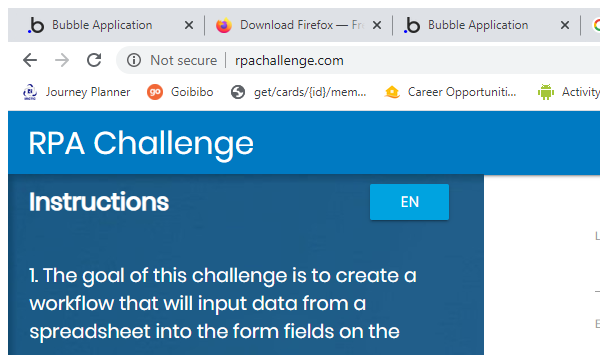 Bubble Application
Download Firefox — Fr
Bubble Application
Not secure
rpachallenge.com
Journey Planner
go
Goibibo
get/cards/{id}/mem...
Career Opportuniti...
Activity
RPA Challenge
Instructions
EN
1. The goal of this challenge is to create a
workflow that will input data from a
spreadsheet into the form fields on the
L
E